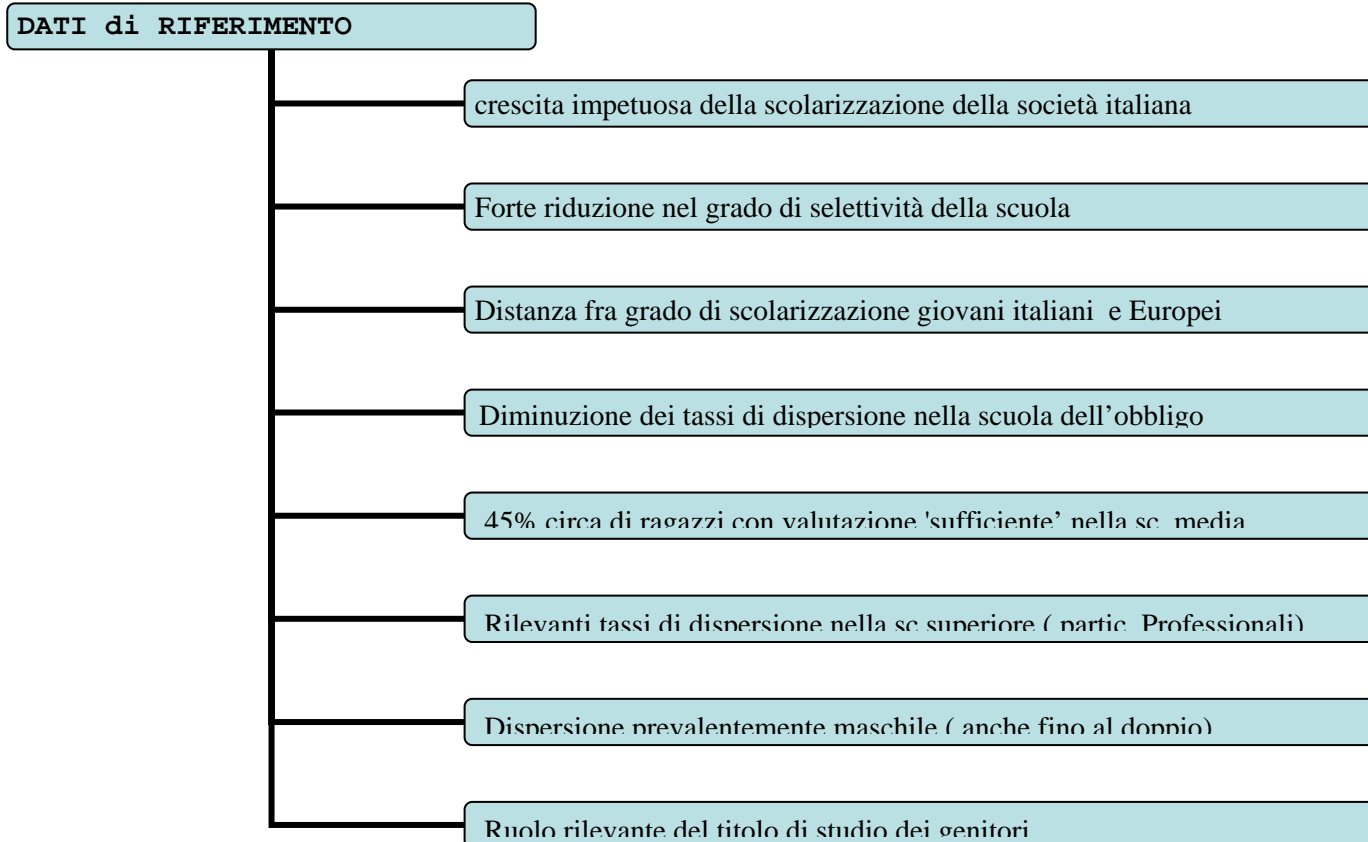 DATI di RIFERIMENTO
crescita impetuosa della scolarizzazione della società italiana
Forte riduzione nel grado di selettività della scuola
Distanza fra grado di scolarizzazione giovani italiani e Europei
Diminuzione dei tassi di dispersione nella scuola dell’obbligo
45% circa di ragazzi con valutazione 'sufficiente’ nella sc. media
Rilevanti tassi di dispersione nella sc superiore ( partic. Professionali)
Dispersione prevalentemente maschile ( anche fino al doppio)
Ruolo rilevante del titolo di studio dei genitori